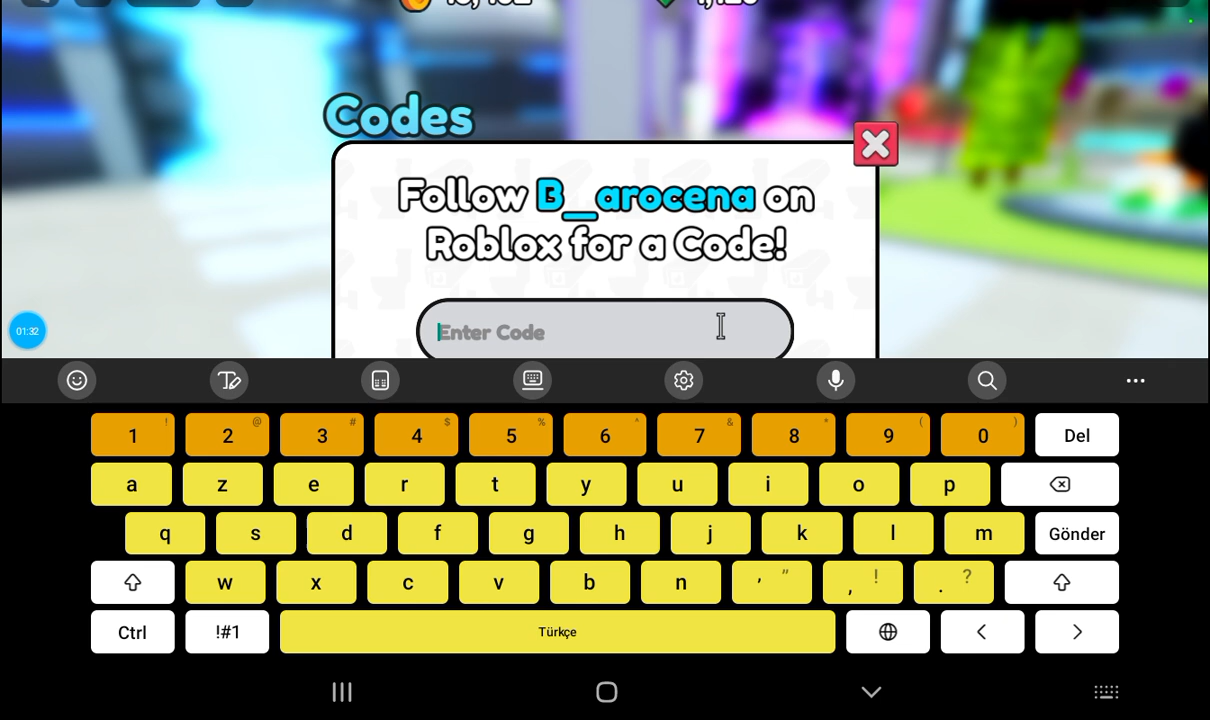 Codes
Follow B_arocena on
Roblox for a Code!
Enter Code
01:32
1 ! 2 @ 3 # 4 $ 5 % 6 ^ 7 & 8 * 9 ( 0 ) Del
a z e r t y u i o p
q s d f g h j k l m Gönder
w x c v b n ' " , ! . ?
Ctrl !#1 Türkçe < >